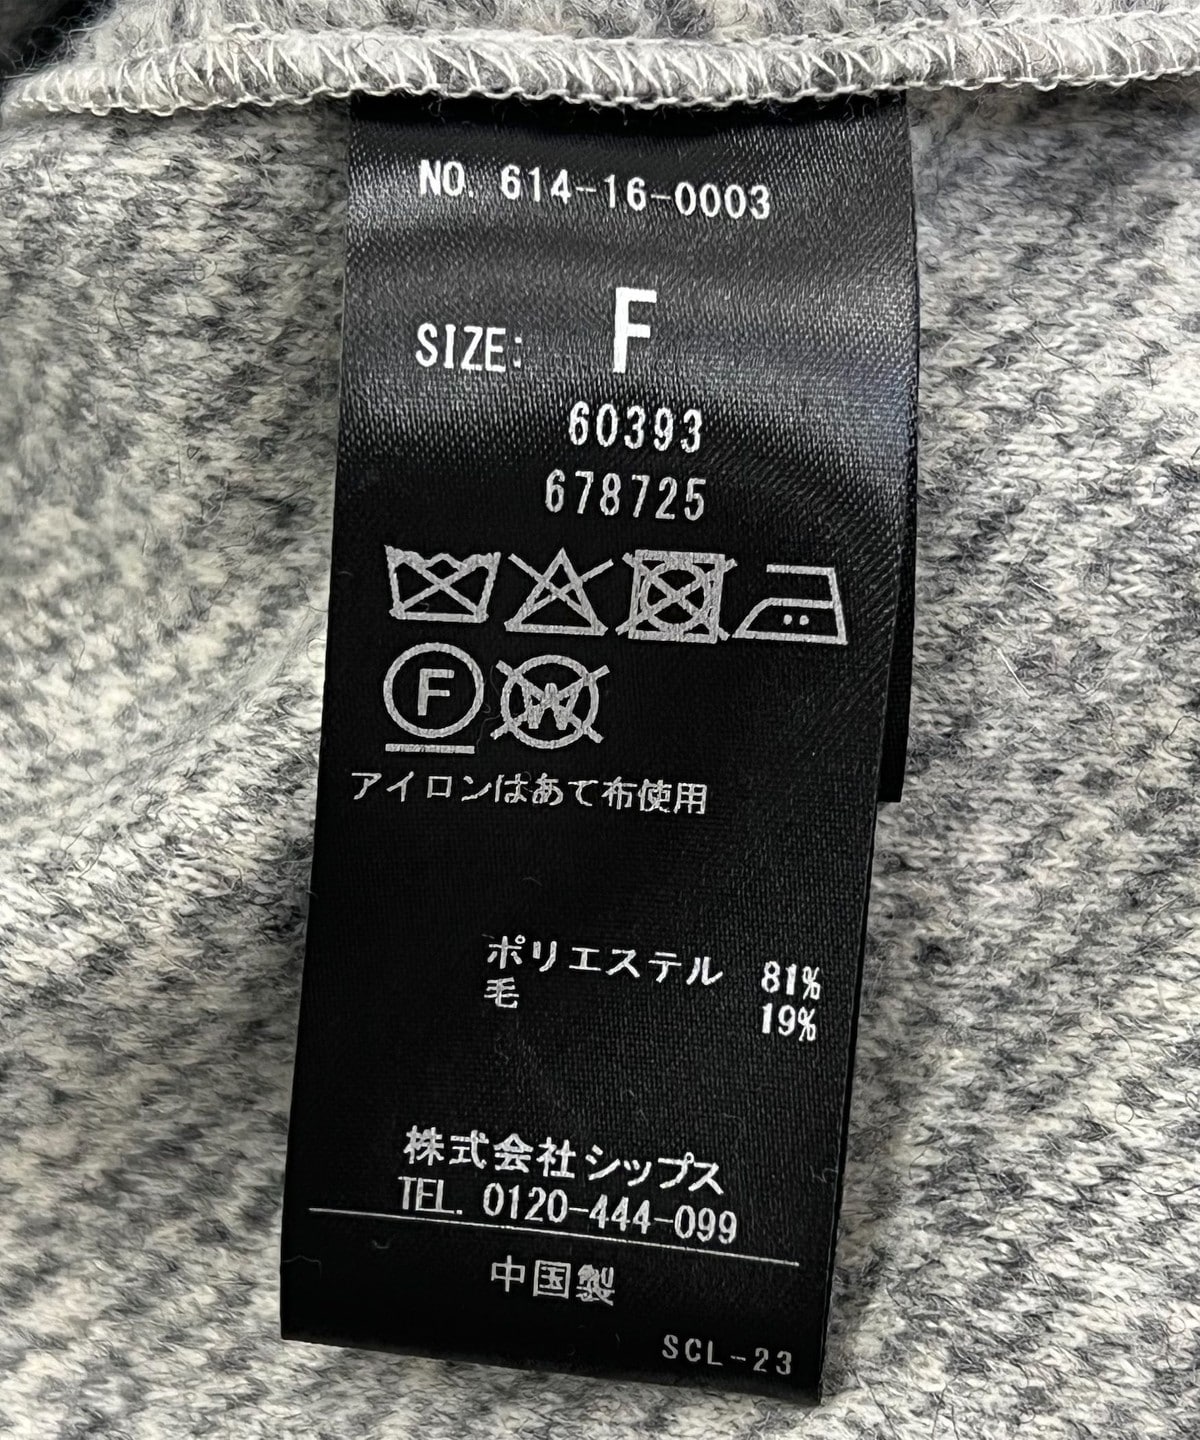 NO. 614-16-0003
SIZE: F
60393
678725
F W
アイロンはあて布使用
ポリエステル 81%
毛 19%
株式会社シップス
TEL. 0120-444-099
中国製
SCL-23